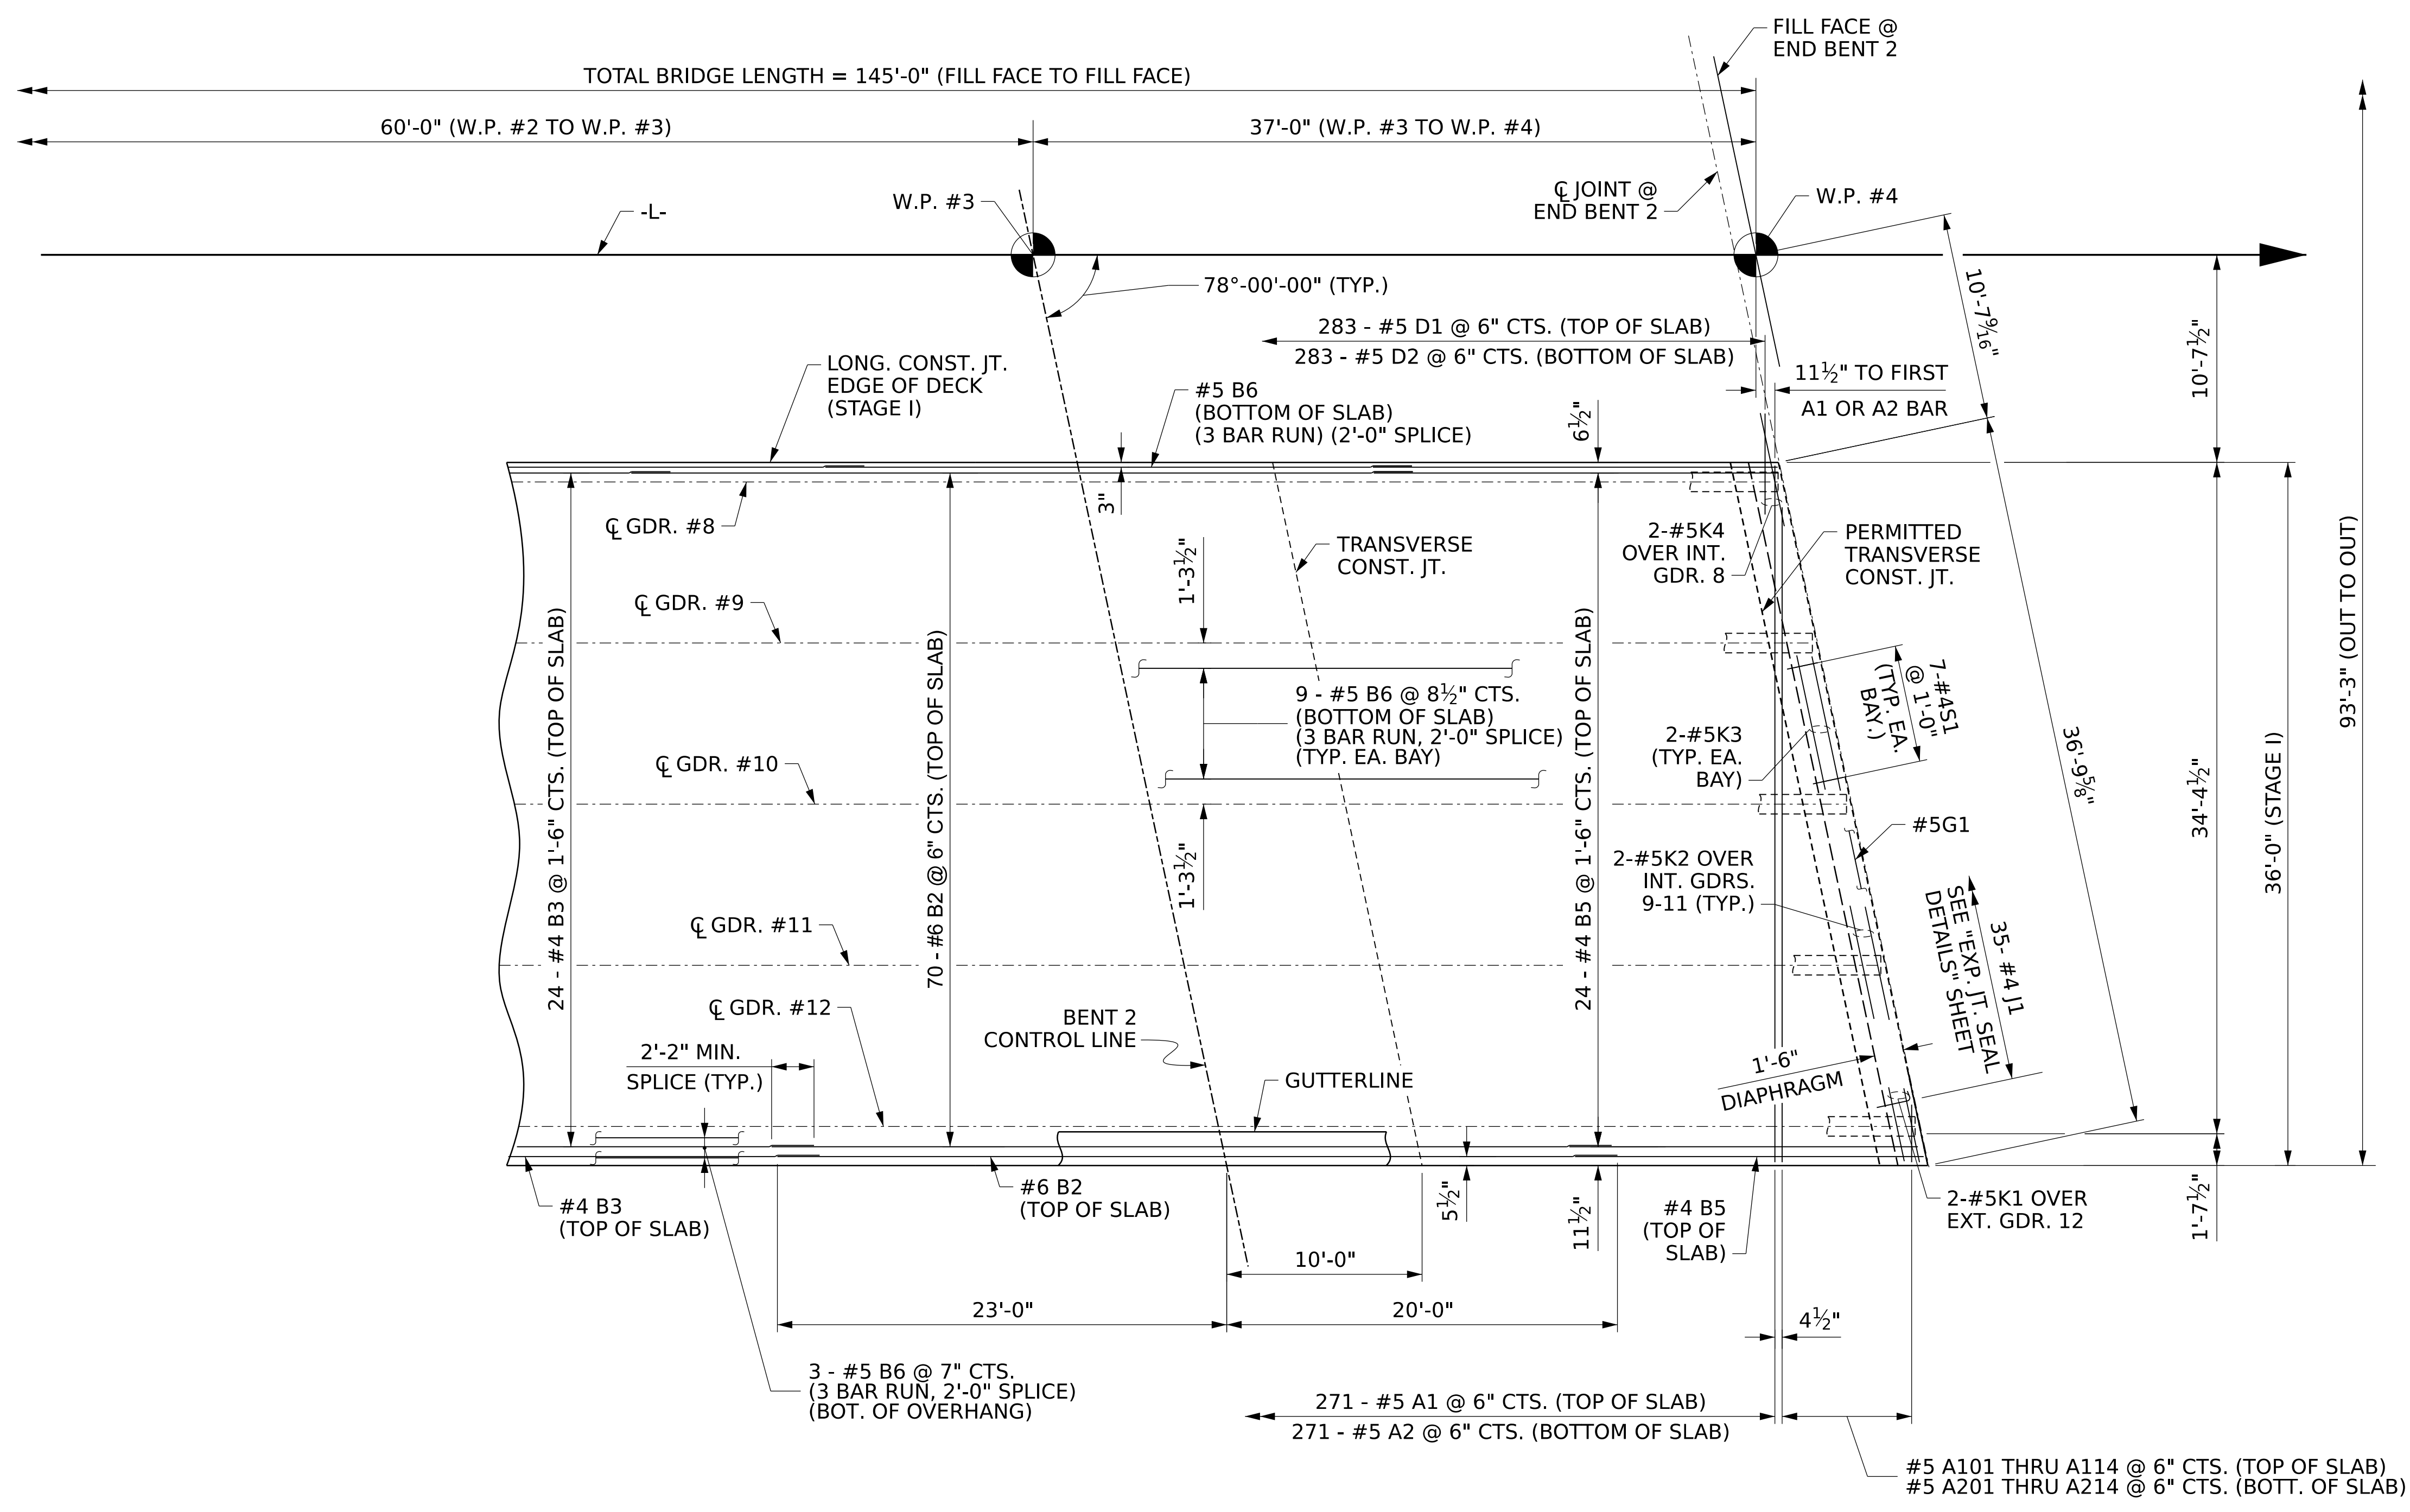 FILL FACE @
END BENT 2
TOTAL BRIDGE LENGTH = 145'-0" (FILL FACE TO FILL FACE)
60'-0" (W.P. #2 TO W.P. #3)
37'-0" (W.P. #3 TO W.P. #4)
℄ JOINT @
END BENT 2
W.P. #3
W.P. #4
-L-
78°-00'-00" (TYP.)
10'-7 9/16"
10'-7½"
283 - #5 D1 @ 6" CTS. (TOP OF SLAB)
283 - #5 D2 @ 6" CTS. (BOTTOM OF SLAB)
LONG. CONST. JT.
EDGE OF DECK
(STAGE I)
#5 B6
(BOTTOM OF SLAB)
(3 BAR RUN) (2'-0" SPLICE)
6½"
11½" TO FIRST
A1 OR A2 BAR
3"
℄ GDR. #8
TRANSVERSE
CONST. JT.
2-#5K4
OVER INT.
GDR. 8
PERMITTED
TRANSVERSE
CONST. JT.
1'-3½"
℄ GDR. #9
93'-3" (OUT TO OUT)
24 - #4 B3 @ 1'-6" CTS. (TOP OF SLAB)
70 - #6 B2 @ 6" CTS. (TOP OF SLAB)
24 - #4 B5 @ 1'-6" CTS. (TOP OF SLAB)
9 - #5 B6 @ 8½" CTS.
(BOTTOM OF SLAB)
(3 BAR RUN, 2'-0" SPLICE)
(TYP. EA. BAY)
7-#4S1
@ 1'-0"
(TYP. EA.
BAY.)
2-#5K3
(TYP. EA.
BAY)
℄ GDR. #10
36'-9⅝"
34'-4½"
36'-0" (STAGE I)
#5G1
1'-3½"
2-#5K2 OVER
INT. GDRS.
9-11 (TYP.)
℄ GDR. #11
35- #4 J1
SEE "EXP. JT. SEAL
DETAILS" SHEET
℄ GDR. #12
BENT 2
CONTROL LINE
2'-2" MIN.
SPLICE (TYP.)
GUTTERLINE
1'-6"
DIAPHRAGM
#4 B3
(TOP OF SLAB)
#6 B2
(TOP OF SLAB)
5½"
11½"
#4 B5
(TOP OF
SLAB)
2-#5K1 OVER
EXT. GDR. 12
1'-7½"
10'-0"
23'-0"
20'-0"
4½"
3 - #5 B6 @ 7" CTS.
(3 BAR RUN, 2'-0" SPLICE)
(BOT. OF OVERHANG)
271 - #5 A1 @ 6" CTS. (TOP OF SLAB)
271 - #5 A2 @ 6" CTS. (BOTTOM OF SLAB)
#5 A101 THRU A114 @ 6" CTS. (TOP OF SLAB)
#5 A201 THRU A214 @ 6" CTS. (BOTT. OF SLAB)